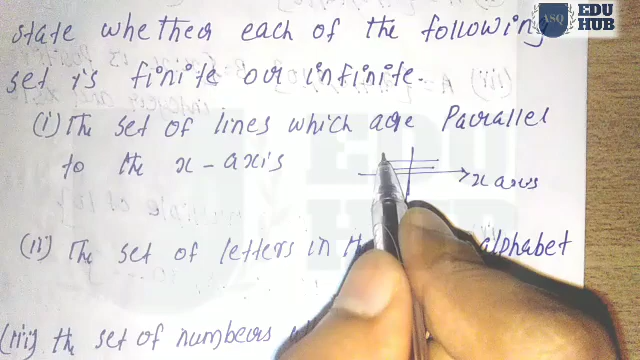 state whether each of the following
set is finite our infinite.
(i) The set of lines which are Parallel
to the x-axis
x axis
(ii) The set of letters in the alphabet
(iii) the set of numbers
ASQ EDU
HUB